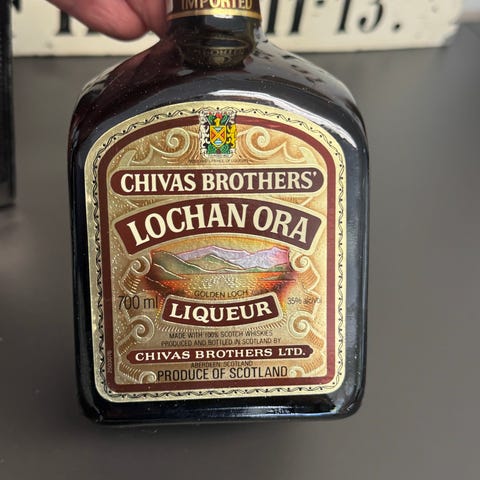 IMPORTED
CHIVAS BROTHERS'
LOCHAN ORA
GOLDEN LOCH
700 ml
35% alc/vol
LIQUEUR
MADE WITH 100% SCOTCH WHISKIES
PRODUCED AND BOTTLED IN SCOTLAND BY
CHIVAS BROTHERS LTD.
ABERDEEN, SCOTLAND
PRODUCE OF SCOTLAND